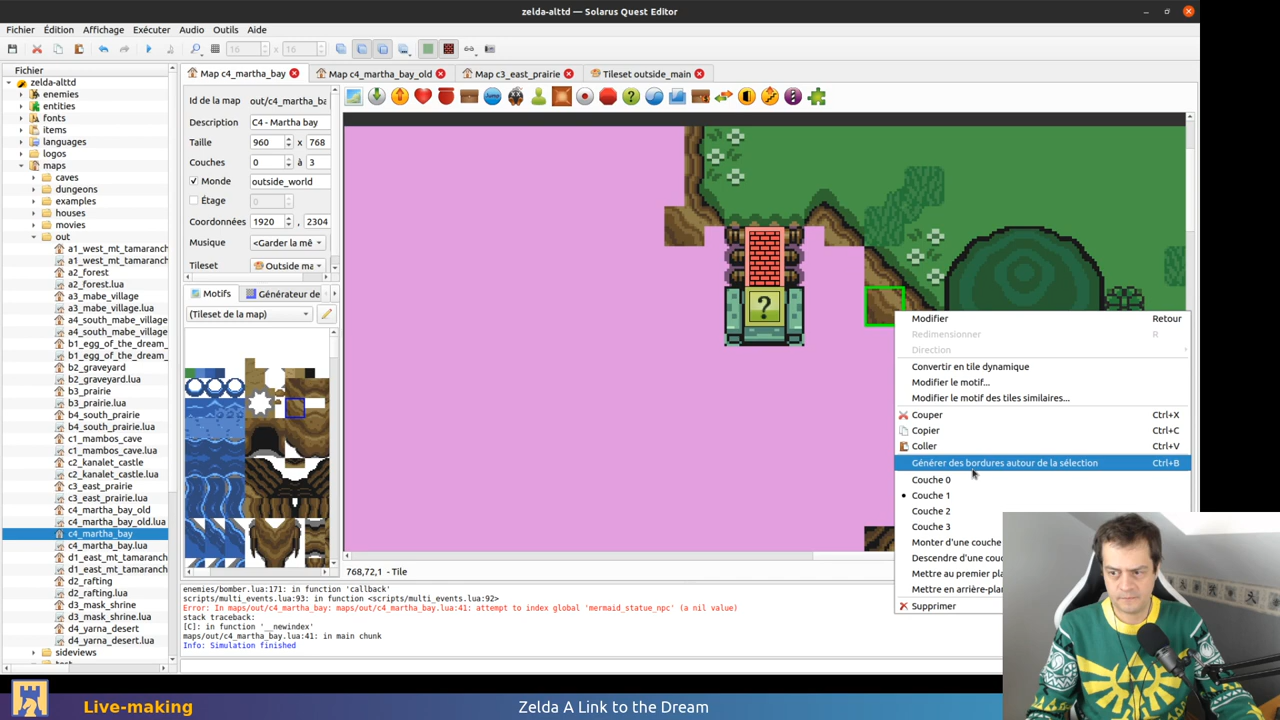 zelda-alttd — Solarus Quest Editor
Fichier Édition Affichage Exécuter Audio Outils Aide
16 x 16
Fichier
zelda-alttd
enemies
entities
fonts
items
languages
logos
maps
caves
dungeons
examples
houses
movies
out
a1_west_mt_tamaranch
a1_west_mt_tamaranc
a2_forest
a2_forest.lua
a3_mabe_village
a3_mabe_village.lua
a4_south_mabe_village
a4_south_mabe_village
b1_egg_of_the_dream_
b1_egg_of_the_dream_
b2_graveyard
b2_graveyard.lua
b3_prairie
b3_prairie.lua
b4_south_prairie
b4_south_prairie.lua
c1_mambos_cave
c1_mambos_cave.lua
c2_kanalet_castle
c2_kanalet_castle.lua
c3_east_prairie
c3_east_prairie.lua
c4_martha_bay_old
c4_martha_bay_old.lua
c4_martha_bay
c4_martha_bay.lua
d1_east_mt_tamaranch
d1_east_mt_tamaranch
d2_rafting
d2_rafting.lua
d3_mask_shrine
d3_mask_shrine.lua
d4_yarna_desert
d4_yarna_desert.lua
sideviews
Map c4_martha_bay
Map c4_martha_bay_old
Map c3_east_prairie
Tileset outside_main
Id de la map out/c4_martha_ba
Description C4 - Martha bay
Taille 960 x 768
Couches 0 à 3
Monde outside_world
Étage 0
Coordonnées 1920 , 2304
Musique <Garder la mê
Tileset Outside ma
Motifs Générateur de
(Tileset de la map)
?
768,72,1 - Tile
Modifier Retour
Redimensionner R
Direction
Convertir en tile dynamique
Modifier le motif...
Modifier le motif des tiles similaires...
Couper Ctrl+X
Copier Ctrl+C
Coller Ctrl+V
Générer des bordures autour de la sélection Ctrl+B
Couche 0
Couche 1
Couche 2
Couche 3
Monter d'une couche
Descendre d'une cou
Mettre au premier pla
Mettre en arrière-plan
Supprimer
enemies/bomber.lua:171: in function 'callback'
scripts/multi_events.lua:93: in function <scripts/multi_events.lua:92>
Error: In maps/out/c4_martha_bay: maps/out/c4_martha_bay.lua:41: attempt to index global 'mermaid_statue_npc' (a nil value)
stack traceback:
[C]: in function '__newindex'
maps/out/c4_martha_bay.lua:41: in main chunk
Info: Simulation finished
Live-making
Zelda A Link to the Dream